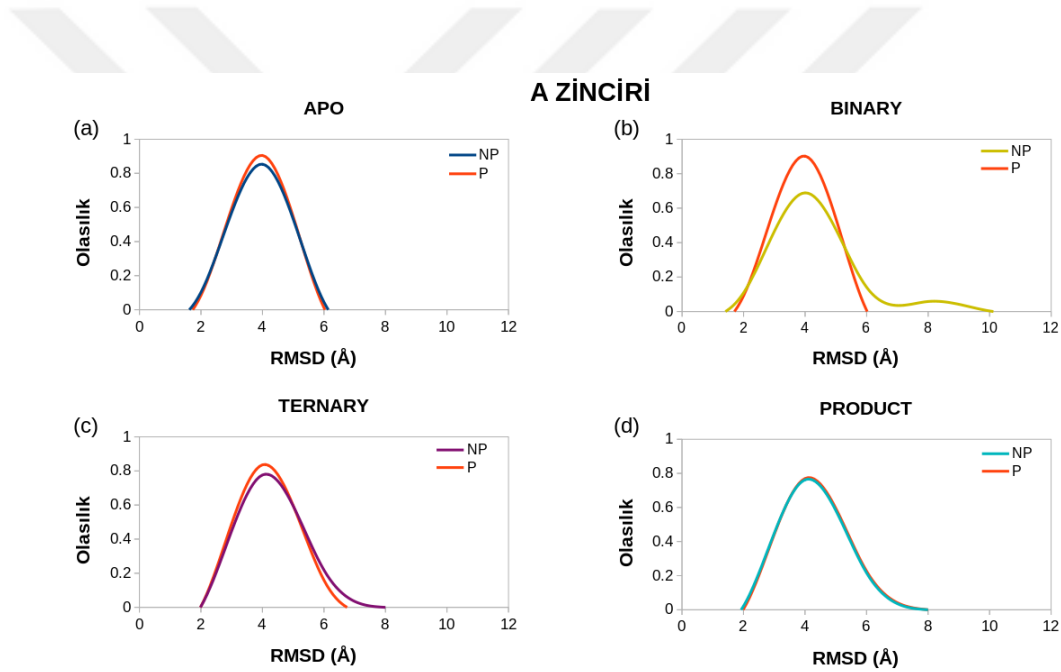 A ZİNCİRİ
APO
(a)
1
0.8
0.6
0.4
0.2
0
Olasılık
NP
P
0 2 4 6 8 10 12
RMSD (Å)
BINARY
(b)
1
0.8
0.6
0.4
0.2
0
Olasılık
NP
P
0 2 4 6 8 10 12
RMSD (Å)
TERNARY
(c)
1
0.8
0.6
0.4
0.2
0
Olasılık
NP
P
0 2 4 6 8 10 12
RMSD (Å)
PRODUCT
(d)
1
0.8
0.6
0.4
0.2
0
Olasılık
NP
P
0 2 4 6 8 10 12
RMSD (Å)